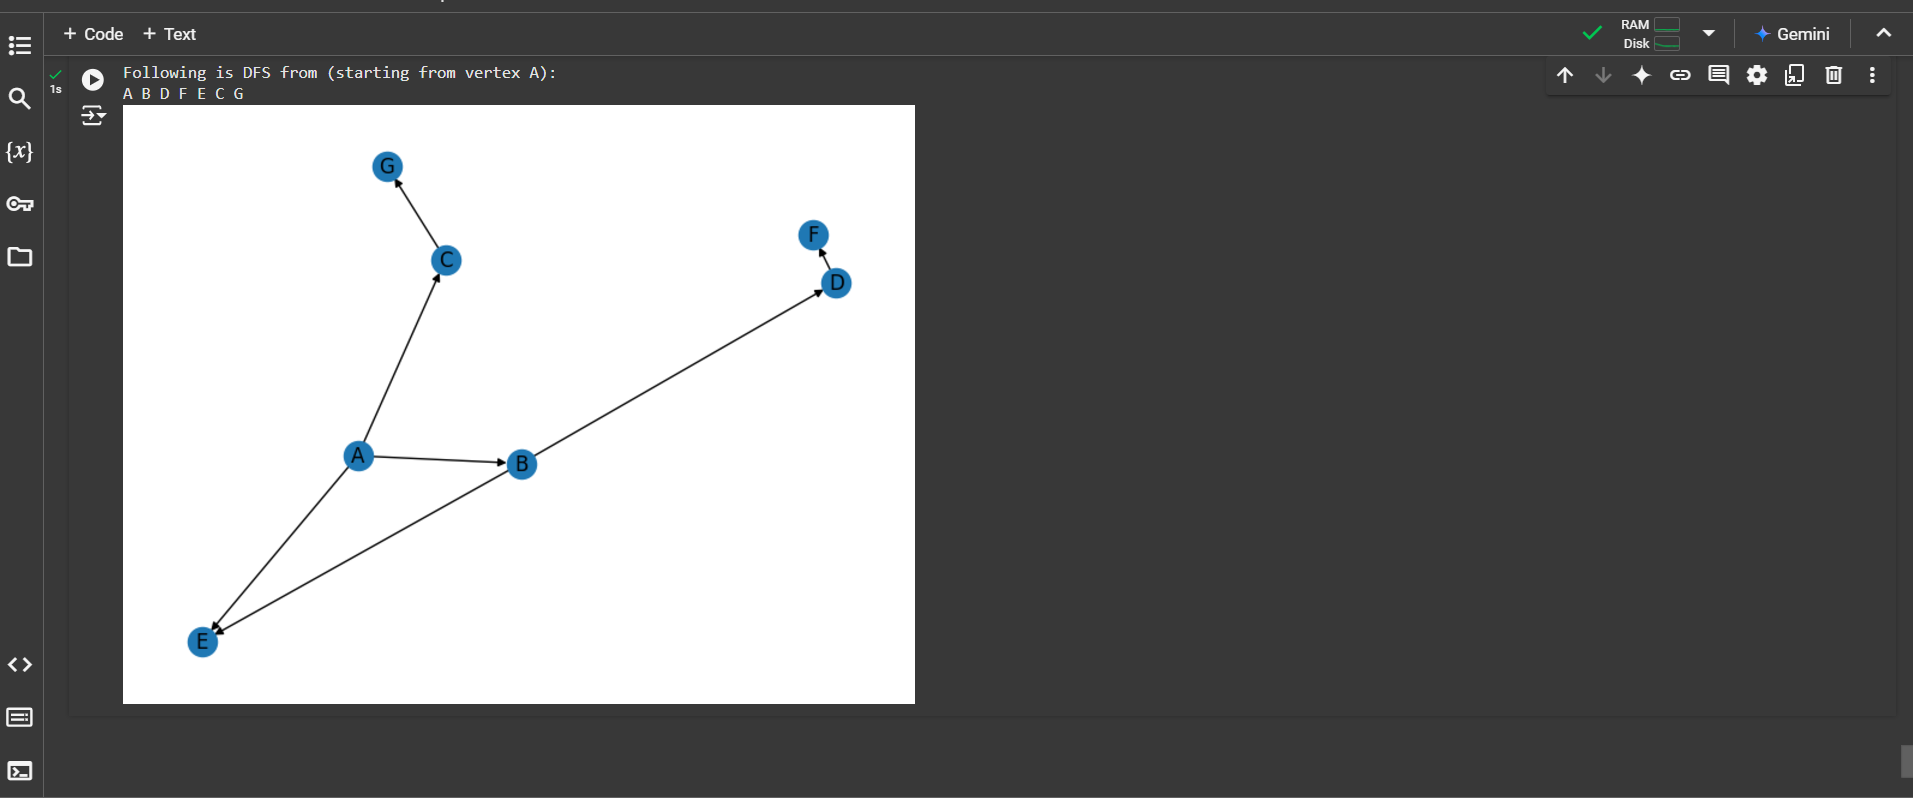 + Code + Text
RAM
Disk
Gemini
1s
Following is DFS from (starting from vertex A):
A B D F E C G
{x}
G
F
C
D
A
B
E